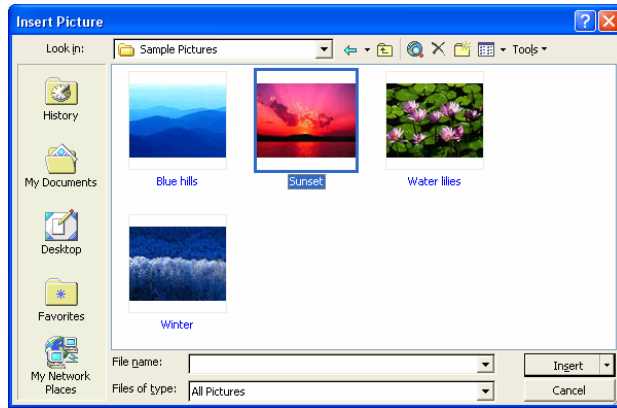 Insert Picture
Look in:
Sample Pictures
Tools
History
My Documents
Desktop
Favorites
My Network
Places
Blue hills
Sunset
Water lilies
Winter
File name:
Insert
Files of type:
All Pictures
Cancel